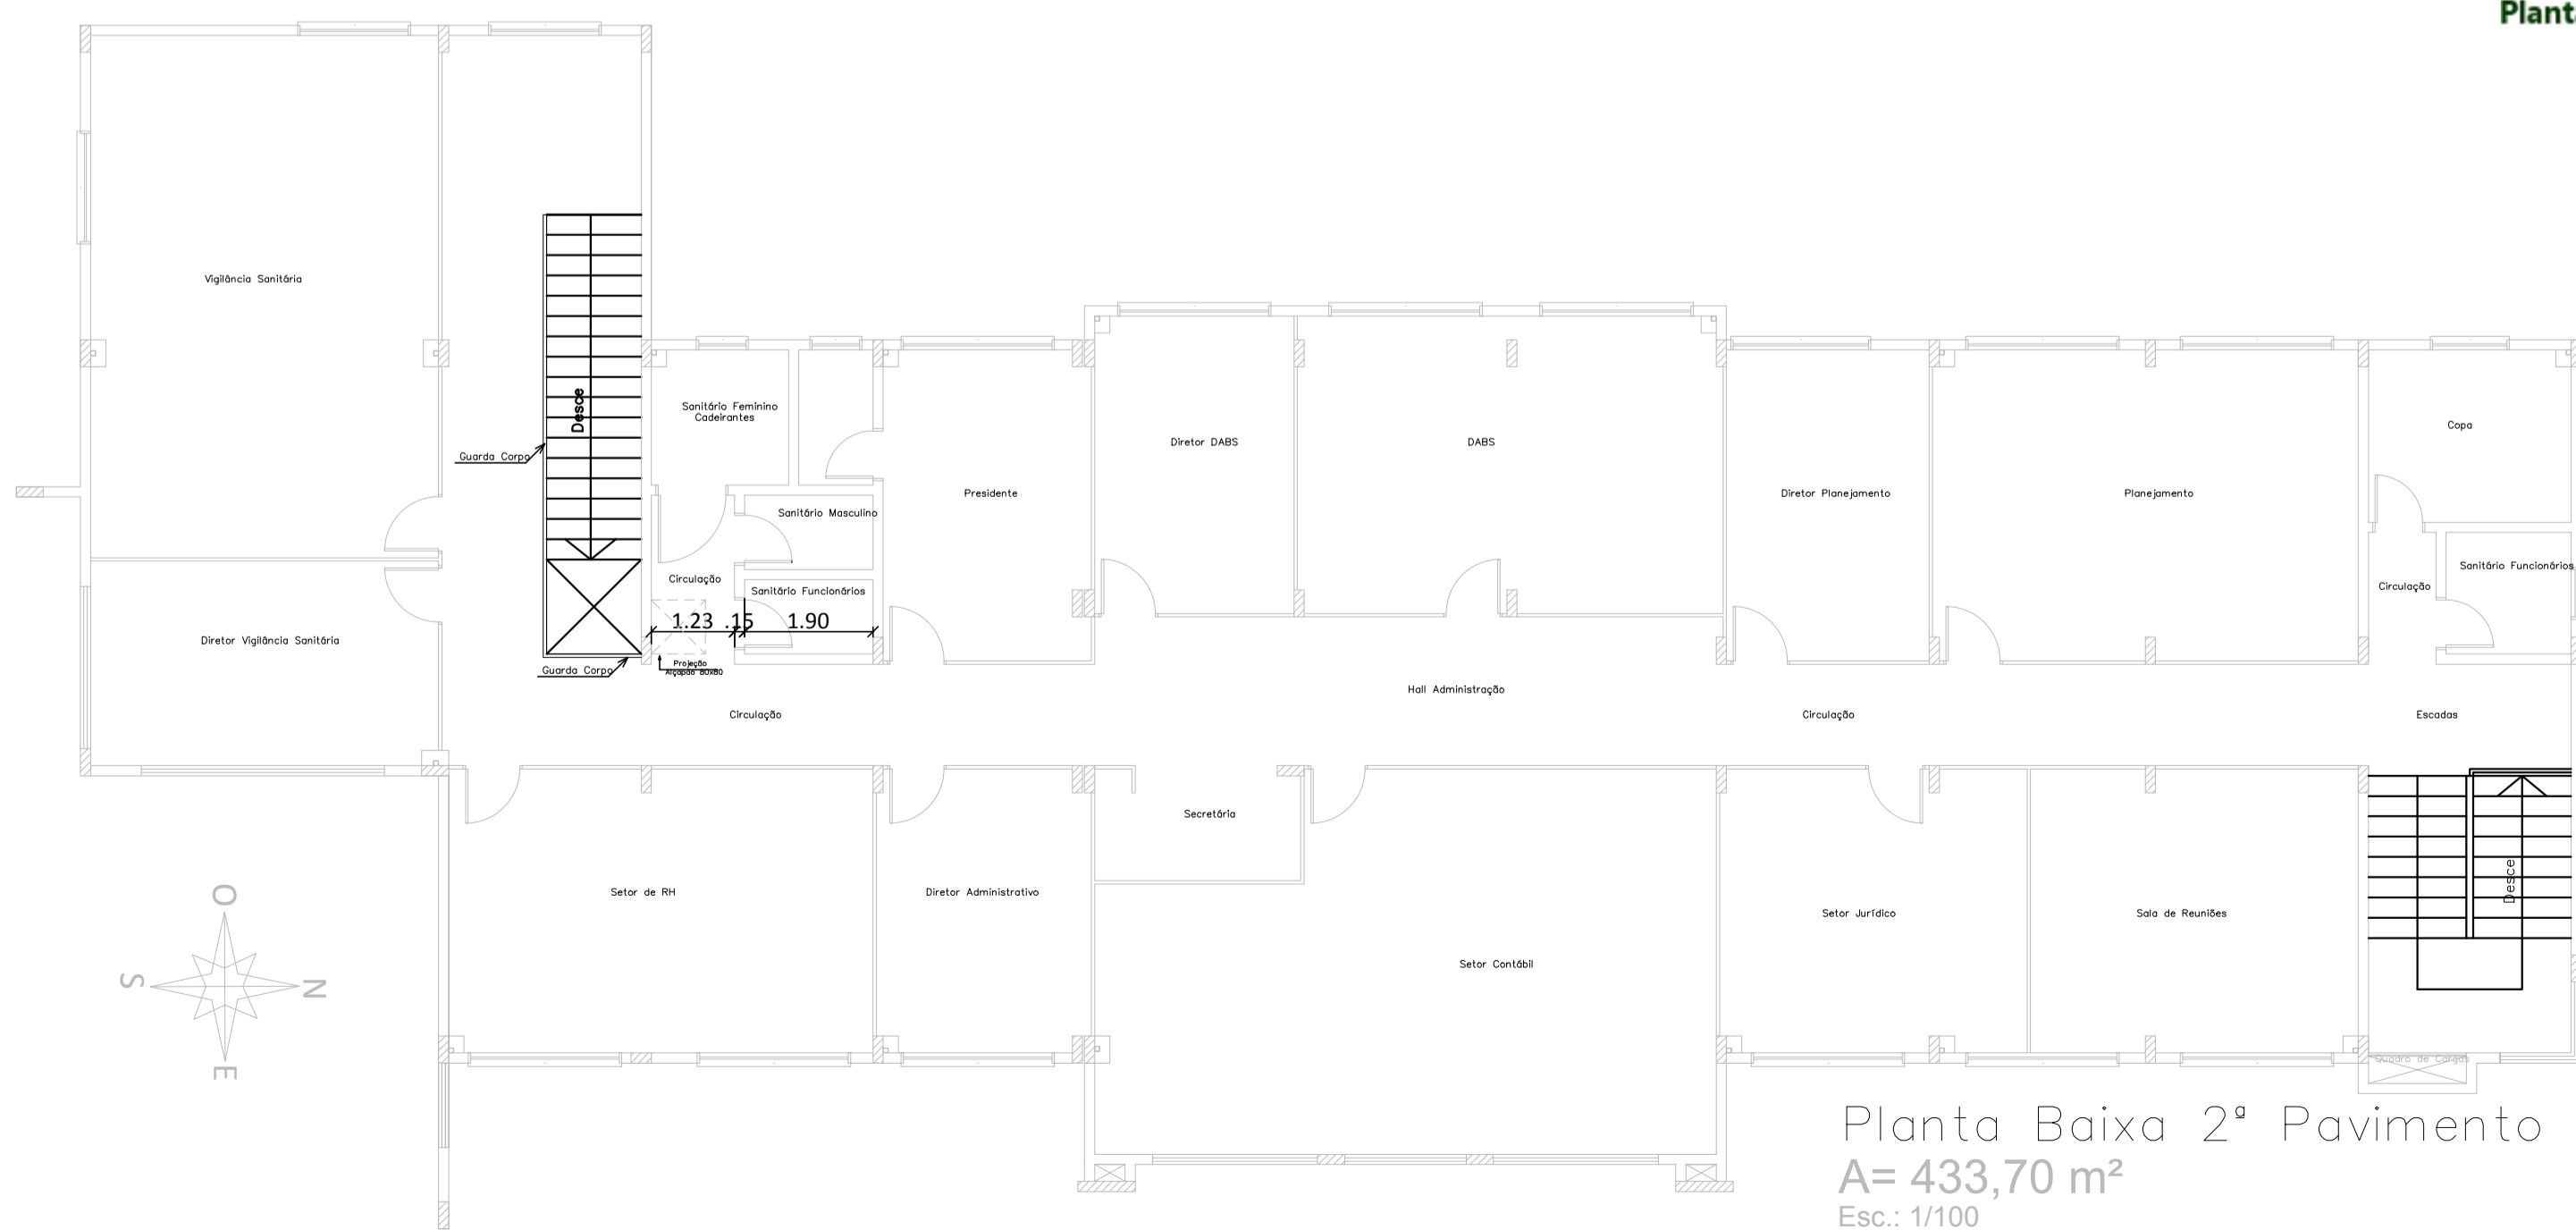 Plant
Vigilância Sanitária
Desce
Guarda Corpo
Sanitário Feminino
Cadeirantes
Diretor DABS
DABS
Copa
Presidente
Diretor Planejamento
Planejamento
Sanitário Masculino
Circulação
Sanitário Funcionários
Circulação
Sanitário Funcionários
1.23 .15 1.90
Diretor Vigilância Sanitária
Guarda Corpo
Projeção
Alçapão 80x80
Hall Administração
Circulação
Circulação
Escadas
Secretária
Setor de RH
Diretor Administrativo
Setor Jurídico
Sala de Reuniões
Desce
Setor Contábil
O
S
N
E
Quadro de Cargas
Planta Baixa 2ª Pavimento
A= 433,70 m²
Esc.: 1/100